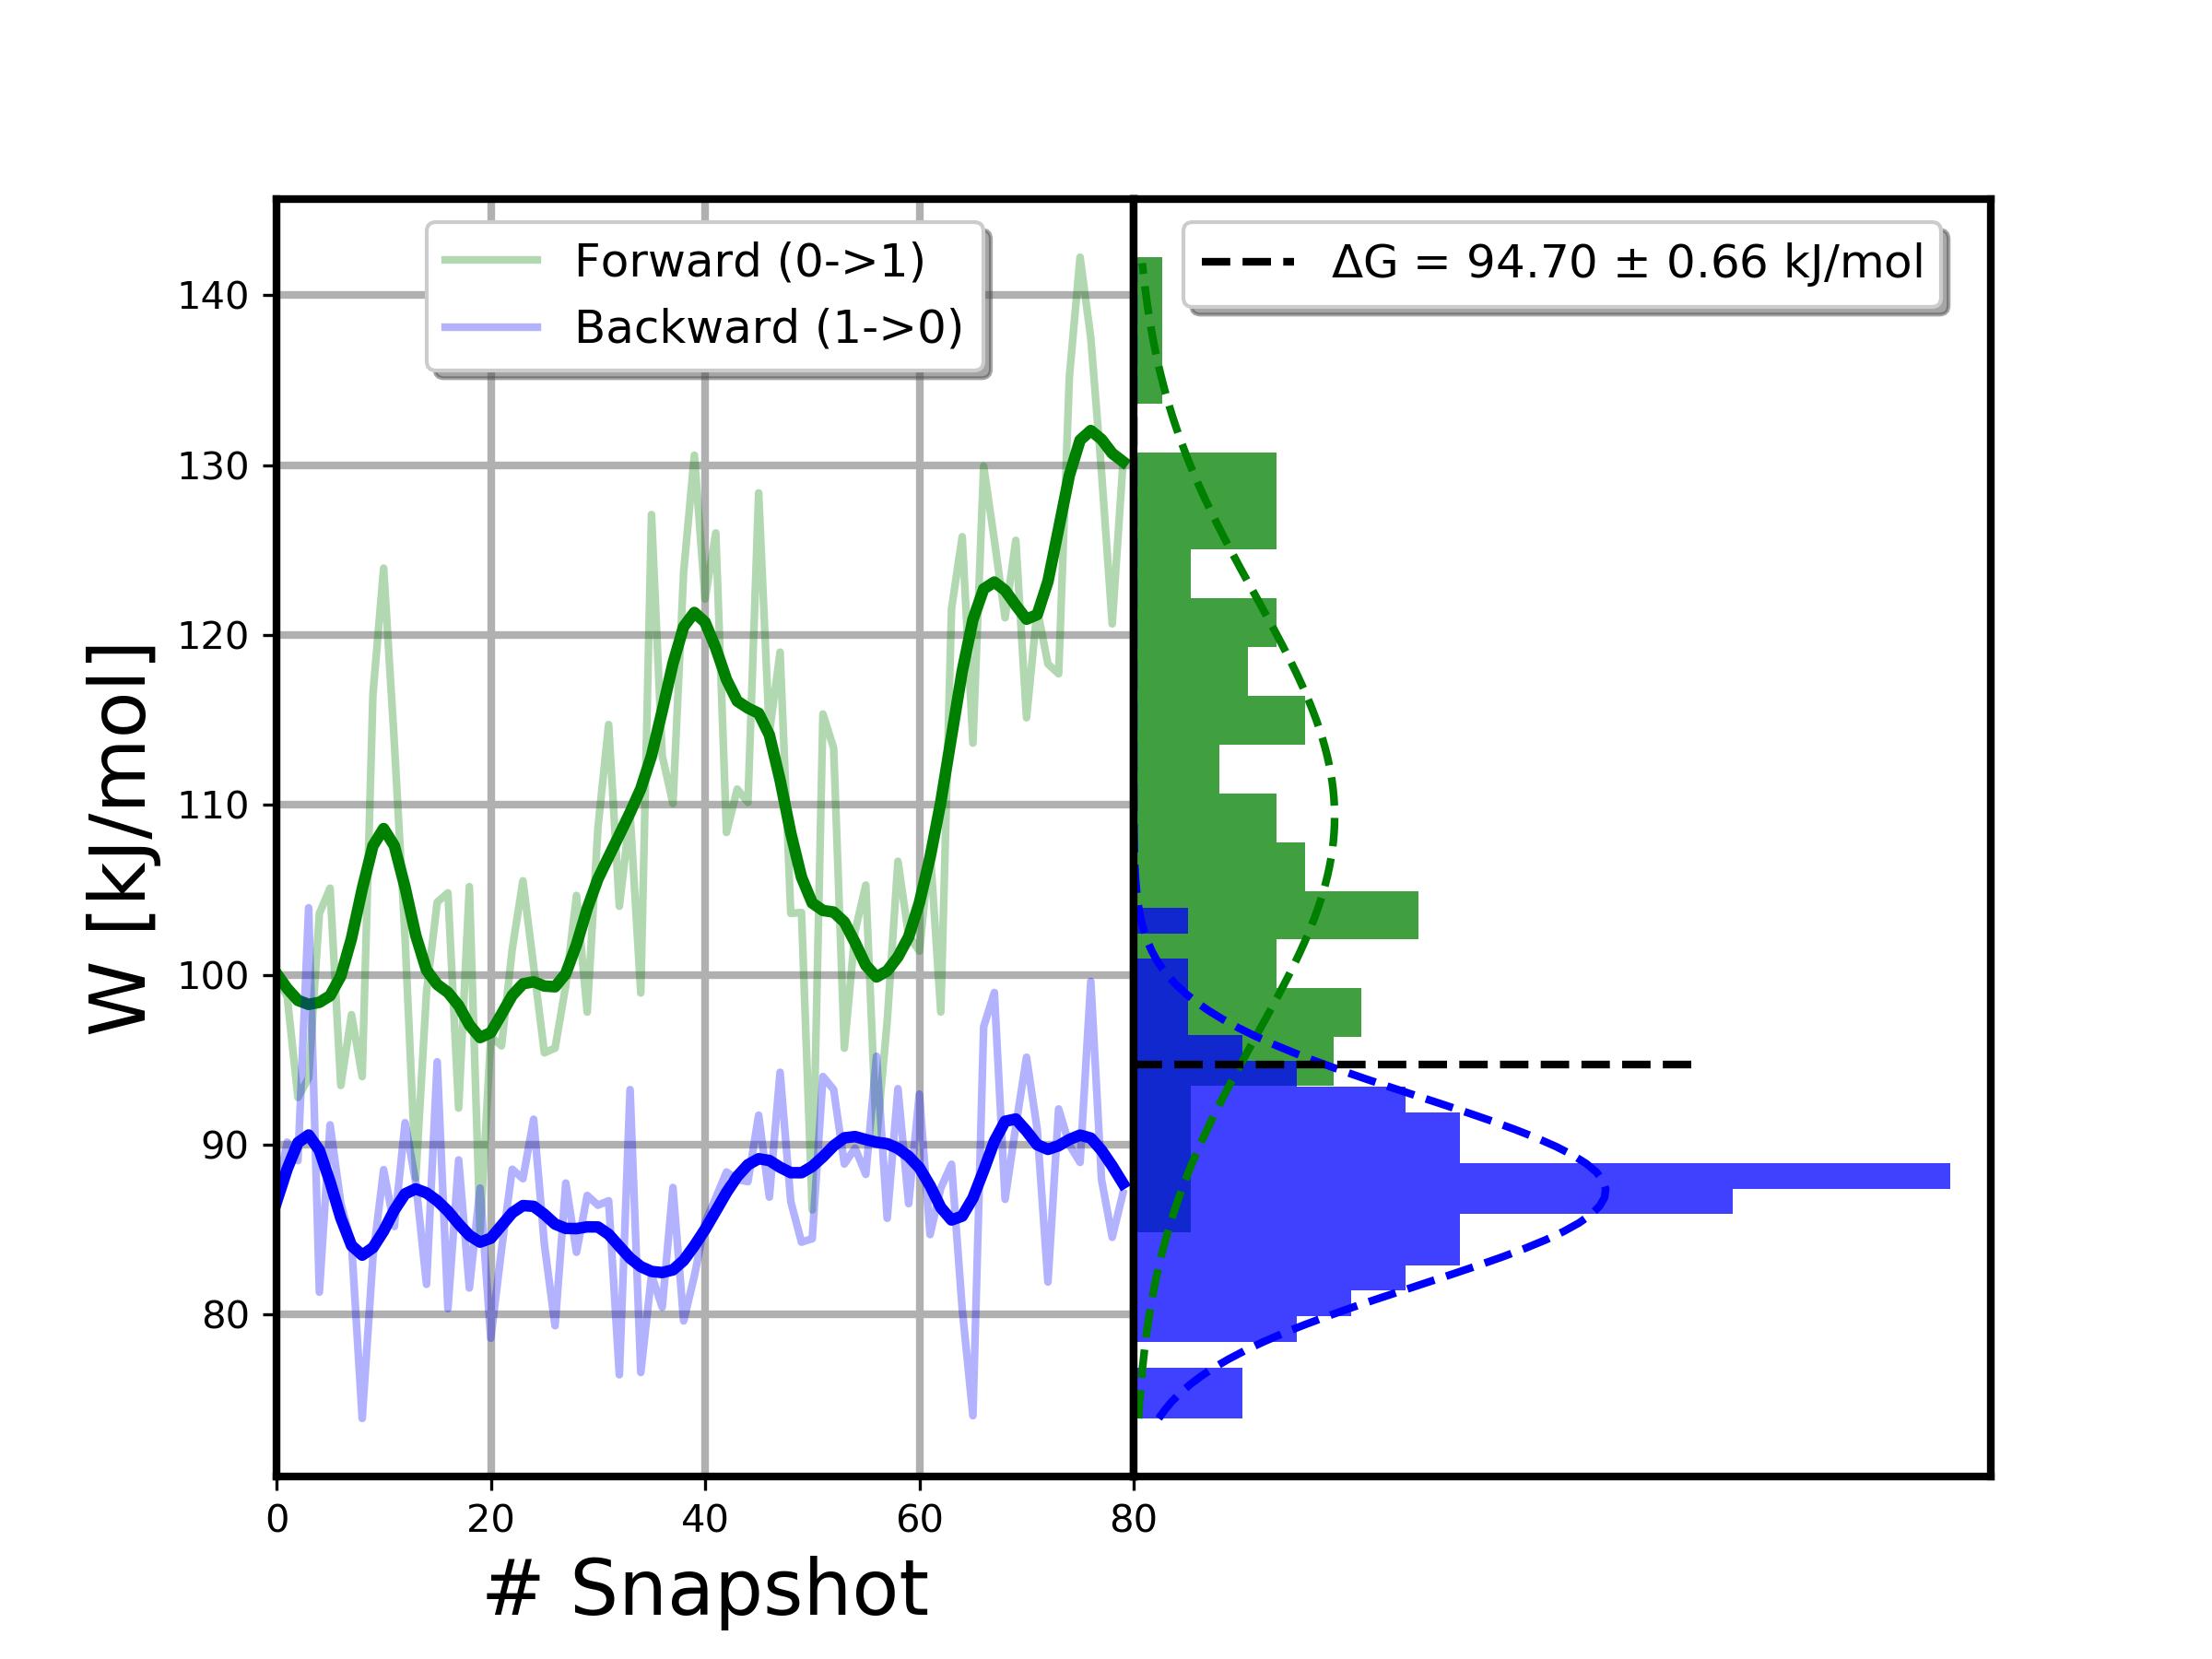 Forward (0->1)
Backward (1->0)
ΔG = 94.70 ± 0.66 kJ/mol
W [kJ/mol]
140
130
120
110
100
90
80
0 20 40 60 80
# Snapshot